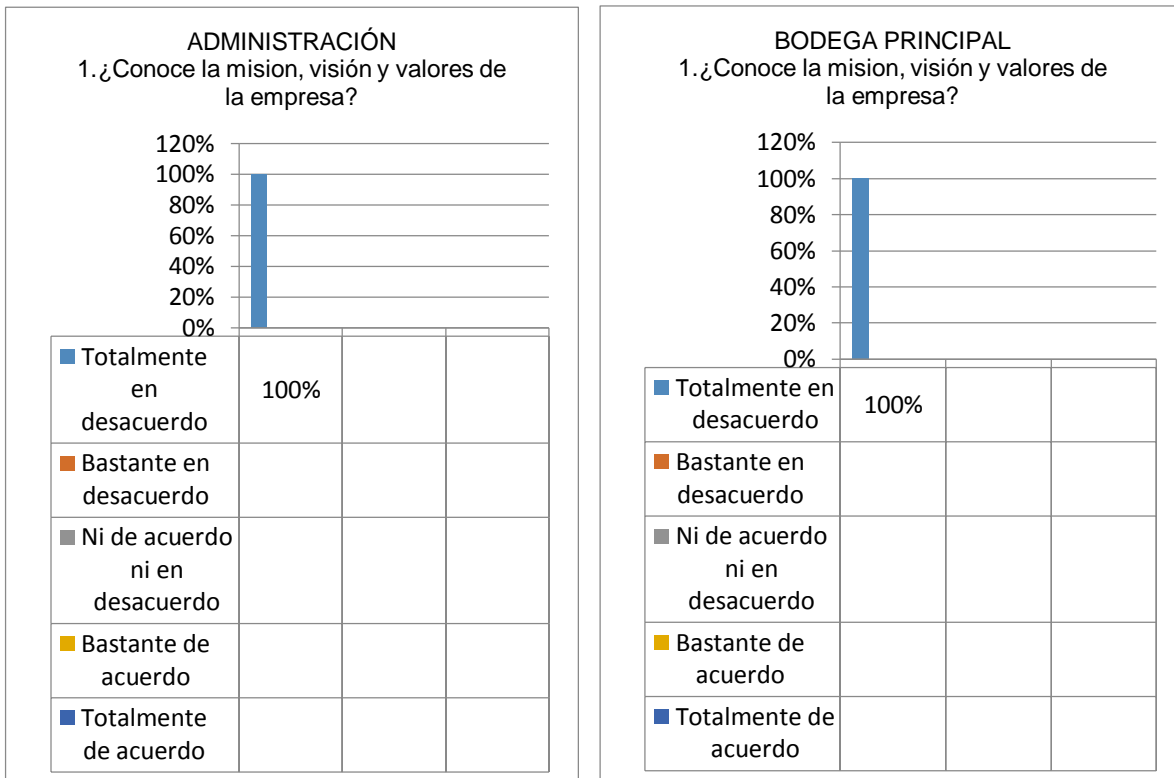 ADMINISTRACIÓN
1.¿Conoce la mision, visión y valores de
la empresa?
120%
100%
80%
60%
40%
20%
0%
Totalmente
en
desacuerdo
100%
Bastante en
desacuerdo
Ni de acuerdo
ni en
desacuerdo
Bastante de
acuerdo
Totalmente
de acuerdo
BODEGA PRINCIPAL
1.¿Conoce la mision, visión y valores de
la empresa?
120%
100%
80%
60%
40%
20%
0%
Totalmente en
desacuerdo
100%
Bastante en
desacuerdo
Ni de acuerdo
ni en
desacuerdo
Bastante de
acuerdo
Totalmente de
acuerdo